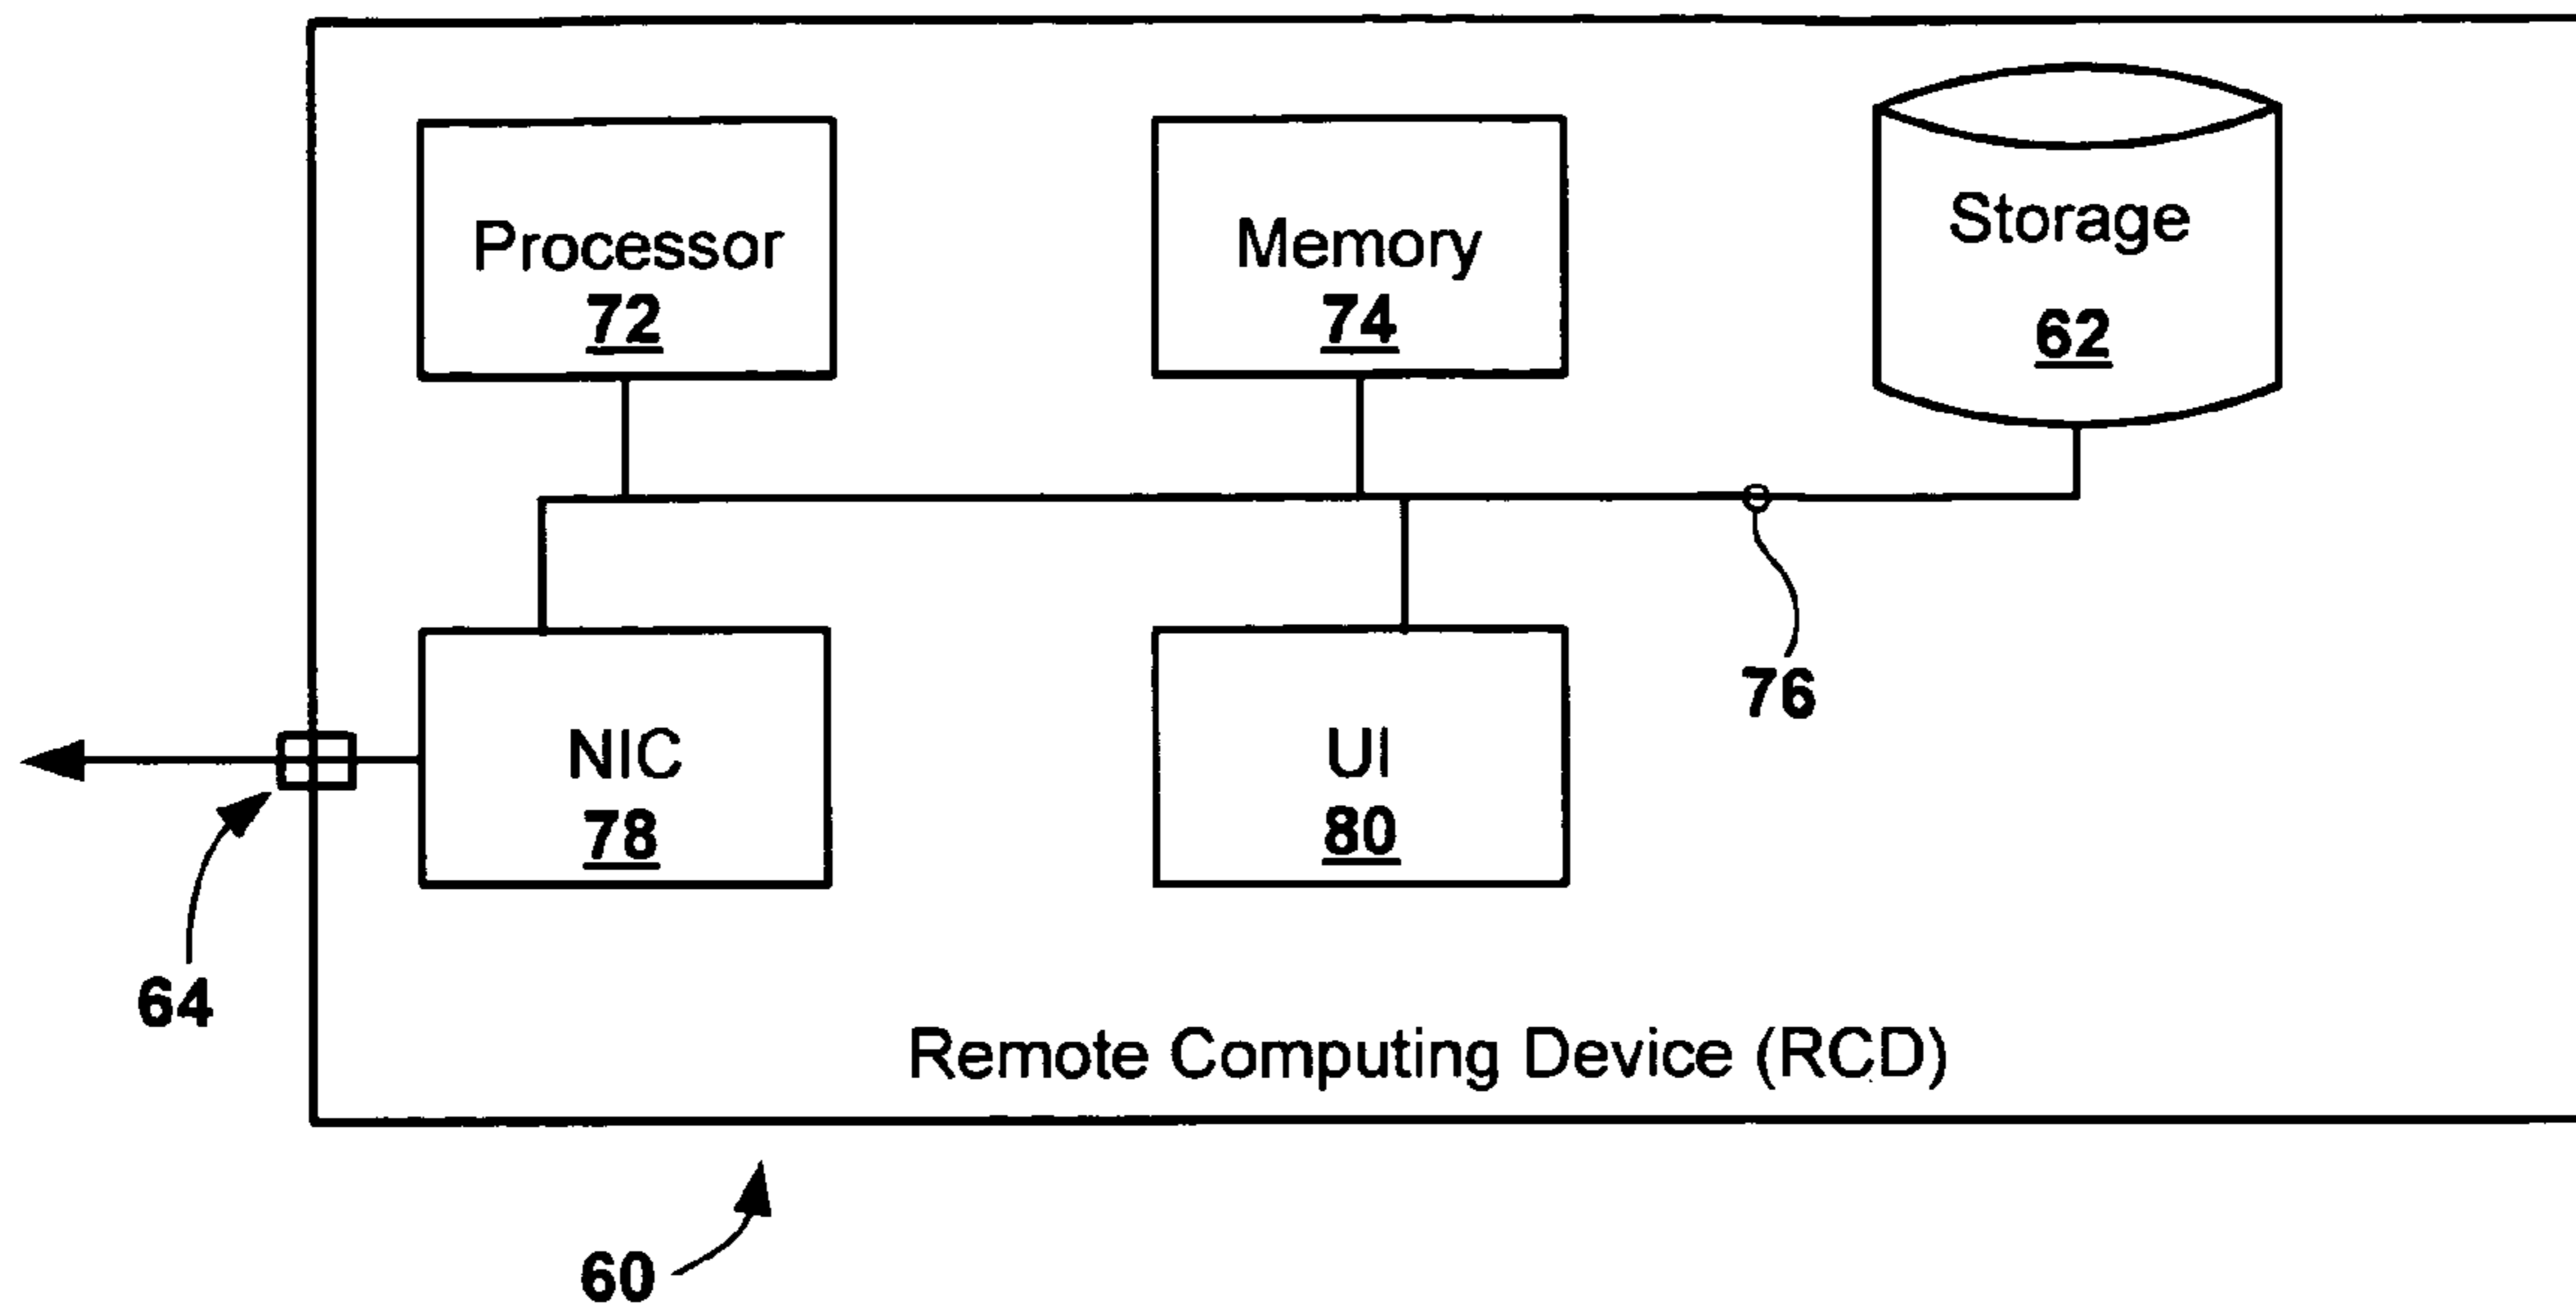 Processor
72
Memory
74
Storage
62
76
NIC
78
UI
80
64
Remote Computing Device (RCD)
60